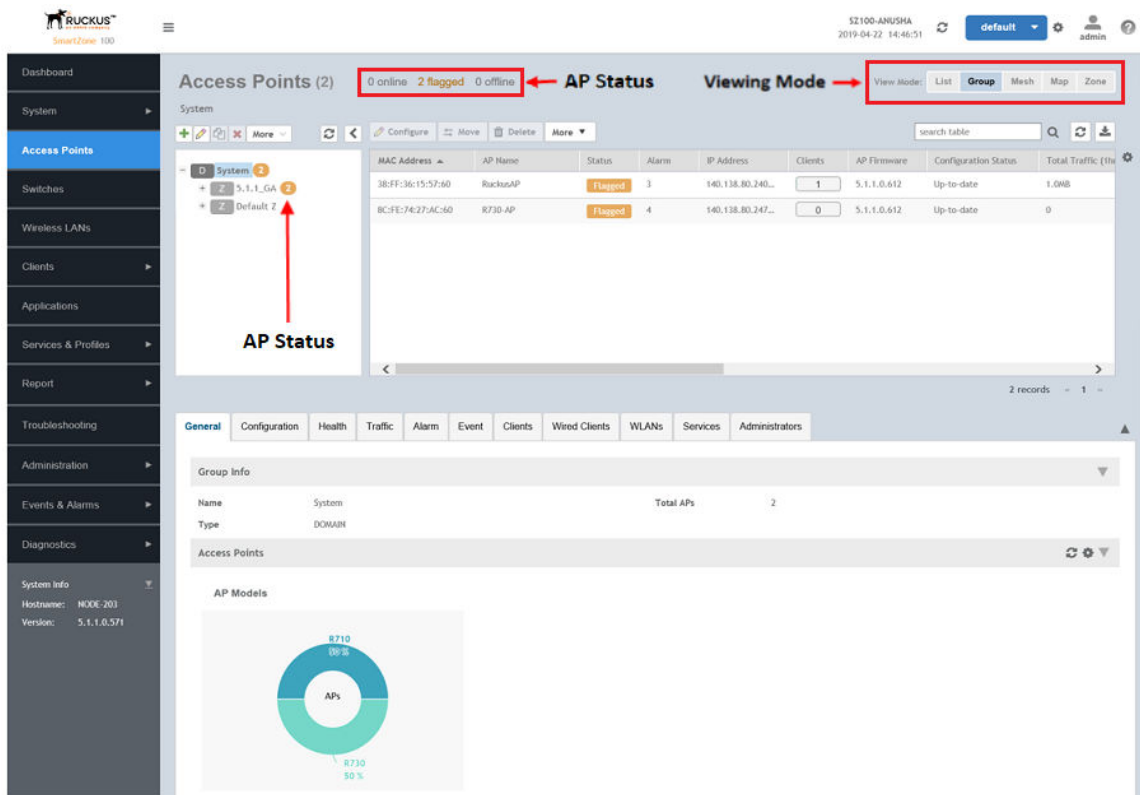 RUCKUS™
SmartZone 100
SZ100-ANUSHA
2019-04-22 14:46:51
default
admin
Dashboard
System
Access Points
Switches
Wireless LANs
Clients
Applications
Services & Profiles
Report
Troubleshooting
Administration
Events & Alarms
Diagnostics
System Info
Hostname: NODE-203
Version: 5.1.1.0.571
Access Points (2)
0 online 2 flagged 0 offline
AP Status
Viewing Mode
View Mode: List Group Mesh Map Zone
System
More
Configure Move Delete More
search table
D System 2
Z 5.1.1_GA 2
Z Default Z
AP Status
MAC Address AP Name Status Alarm IP Address Clients AP Firmware Configuration Status Total Traffic (the
38:FF:36:15:57:60 RuckusAP Flagged 3 140.138.80.240... 1 5.1.1.0.612 Up-to-date 1.0MB
8C:FE:74:27:AC:60 R730-AP Flagged 4 140.138.80.247... 0 5.1.1.0.612 Up-to-date 0
2 records 1
General Configuration Health Traffic Alarm Event Clients Wired Clients WLANs Services Administrators
Group Info
Name System Total APs 2
Type DOMAIN
Access Points
AP Models
R710
APs
R730
50 %